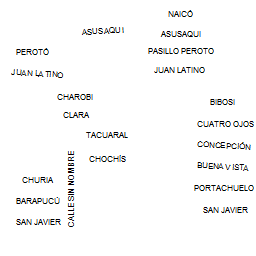 NAICÓ
ASUSAQUI
ASUSAQUI
PEROTÓ
PASILLO PEROTO
JUAN LATINO
JUAN LATINO
CHAROBI
BIBOSI
CLARA
CUATRO OJOS
TACUARAL
CONCEPCIÓN
CHOCHÍS
BUENA VISTA
CHURIA
PORTACHUELO
BARAPUCÚ
CALLE SIN NOMBRE
SAN JAVIER
SAN JAVIER